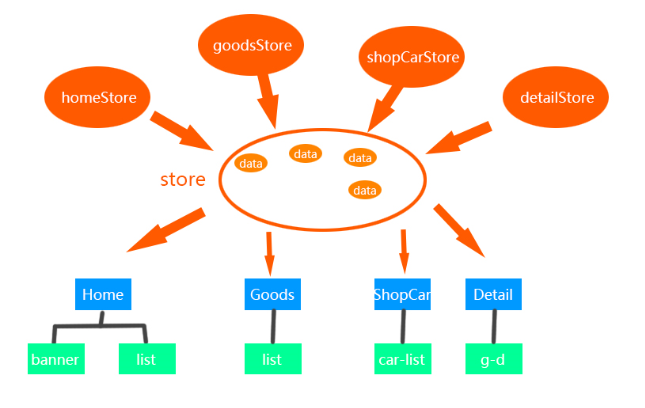 goodsStore
shopCarStore
homeStore
detailStore
data
data
data
data
store
Home
Goods
ShopCar
Detail
banner
list
list
car-list
g-d